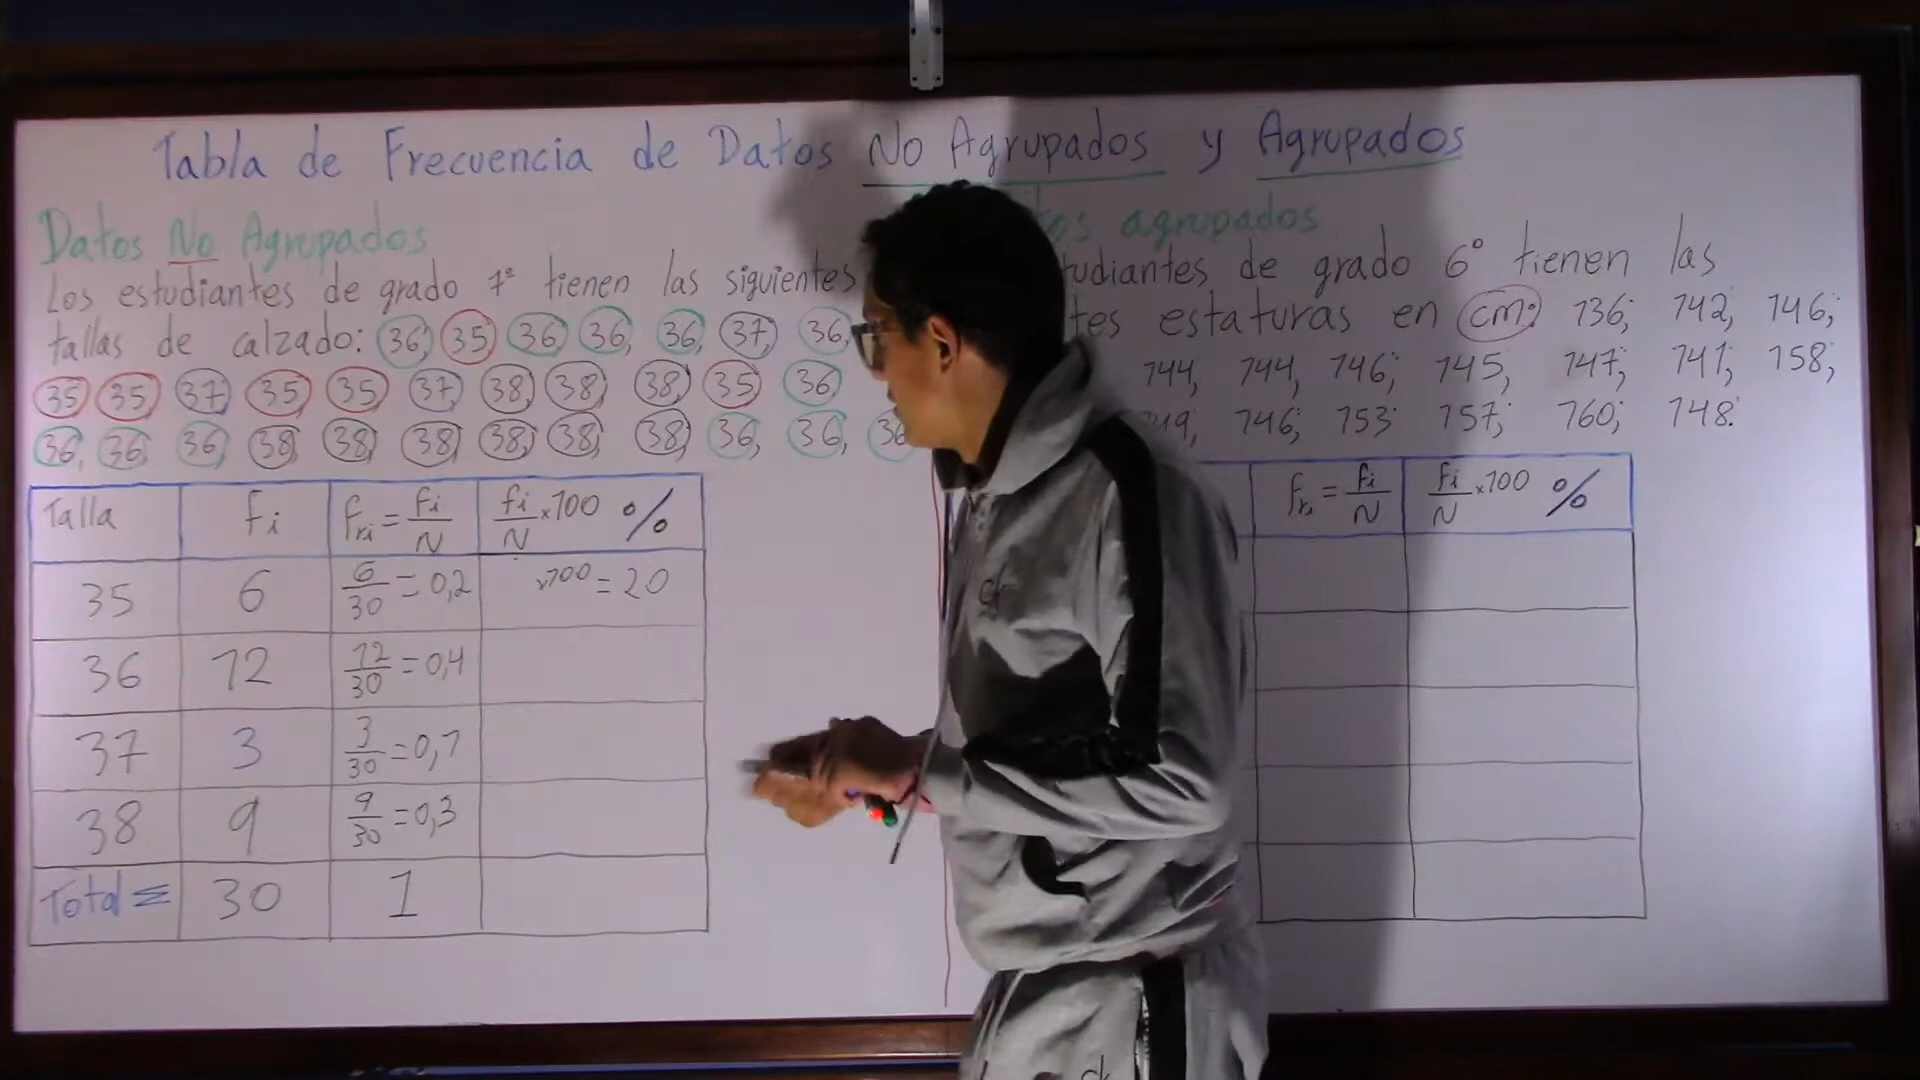 Tabla de Frecuencia de Datos No Agrupados y Agrupados
Datos No Agrupados
Los estudiantes de grado 7° tienen las siguientes
tallas de calzado: 36, 35, 36, 36, 36, 37, 36,
35 35 37 35 35 37, 38, 38, 38, 35 36,
36, 36, 36, 38, 38, 38, 38, 38, 38, 36, 36, 36
Talla fi fri = fi/N fi/N x100 %
35 6 6/30 = 0,2 x100 = 20
36 12 12/30 = 0,4
37 3 3/30 = 0,1
38 9 9/30 = 0,3
Total Σ 30 1
agrupados
de grado 6° tienen las
estaturas en cm: 136; 142; 146;
144, 144, 146; 145, 147; 141; 158;
146; 153 157; 160; 148.
fri = fi/N fi/N x100 %
ck
ck